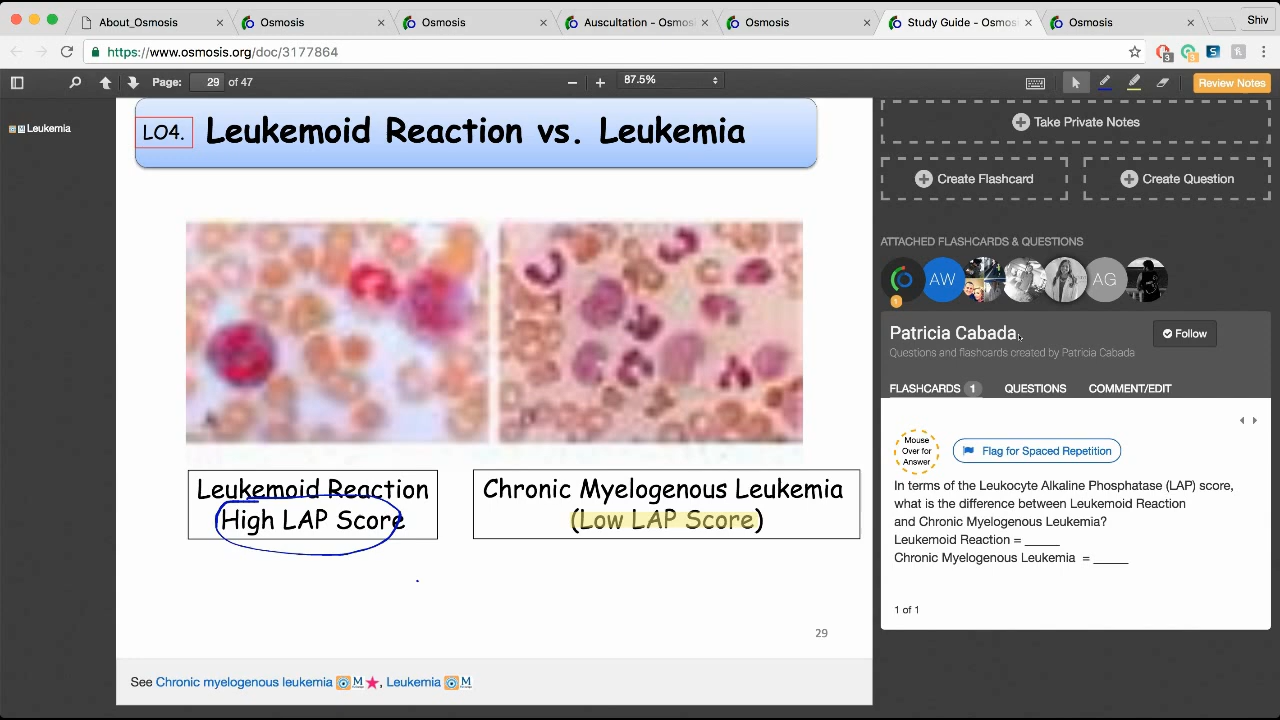 About_Osmosis
Osmosis
Osmosis
Auscultation - Osmos
Osmosis
Study Guide - Osmos
Osmosis
Shiv
https://www.osmosis.org/doc/3177864
3
3
Page: 29 of 47
87.5%
Review Notes
Leukemia
LO4. Leukemoid Reaction vs. Leukemia
Leukemoid Reaction
High LAP Score
Chronic Myelogenous Leukemia
(Low LAP Score)
29
See Chronic myelogenous leukemia M, Leukemia M
Take Private Notes
Create Flashcard
Create Question
ATTACHED FLASHCARDS & QUESTIONS
AW
AG
1
Patricia Cabada
Follow
Questions and flashcards created by Patricia Cabada
FLASHCARDS 1 QUESTIONS COMMENT/EDIT
Mouse
Over for
Answer
Flag for Spaced Repetition
In terms of the Leukocyte Alkaline Phosphatase (LAP) score,
what is the difference between Leukemoid Reaction
and Chronic Myelogenous Leukemia?
Leukemoid Reaction = _____
Chronic Myelogenous Leukemia = _____
1 of 1